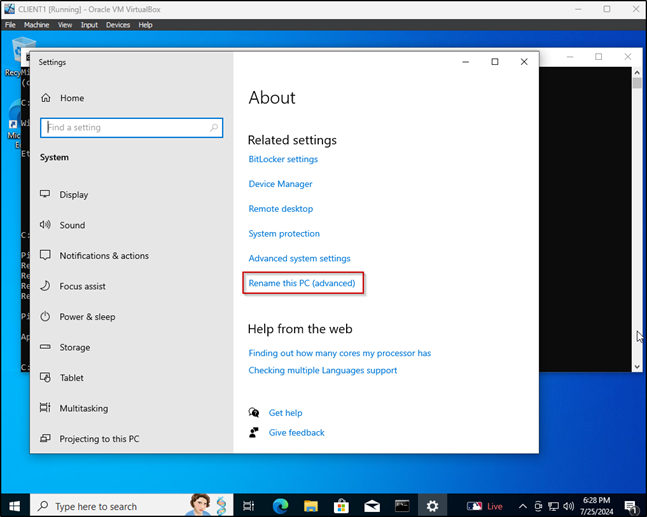 CLIENT1 [Running] - Oracle VM VirtualBox
File Machine View Input Devices Help
Settings
Home
Find a setting
System
Display
Sound
Notifications & actions
Focus assist
Power & sleep
Storage
Tablet
Multitasking
Projecting to this PC
About
Related settings
BitLocker settings
Device Manager
Remote desktop
System protection
Advanced system settings
Rename this PC (advanced)
Help from the web
Finding out how many cores my processor has
Checking multiple Languages support
Get help
Give feedback
Type here to search
Live
6:28 PM
7/25/2024